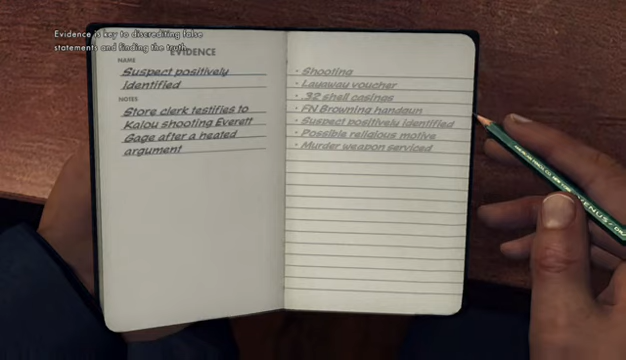 Evidence is key to discrediting false
statements and finding the truth.
EVIDENCE
NAME
Suspect positively
identified
NOTES
Store clerk testifies to
Kalou shooting Everett
Gage after a heated
argument
- Shooting
- Layaway voucher
- .32 shell casings
- FN Browning handgun
- Suspect positively identified
- Possible religious motive
- Murder weapon serviced
VENUS